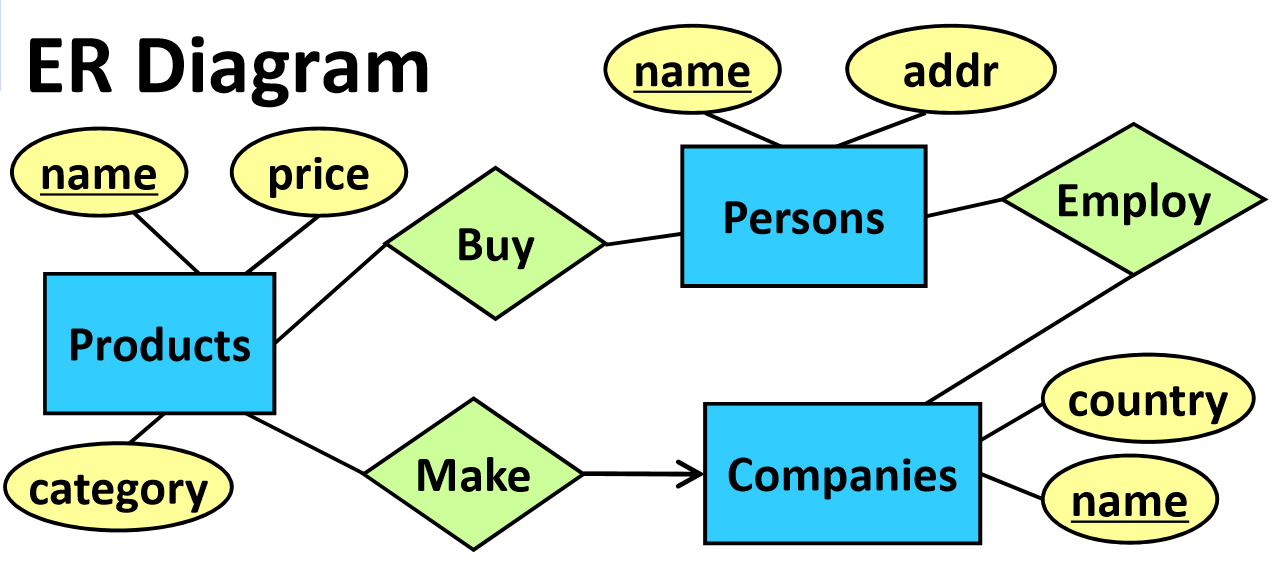 ER Diagram
name
addr
name
price
Employ
Persons
Buy
Products
country
Companies
Make
category
name